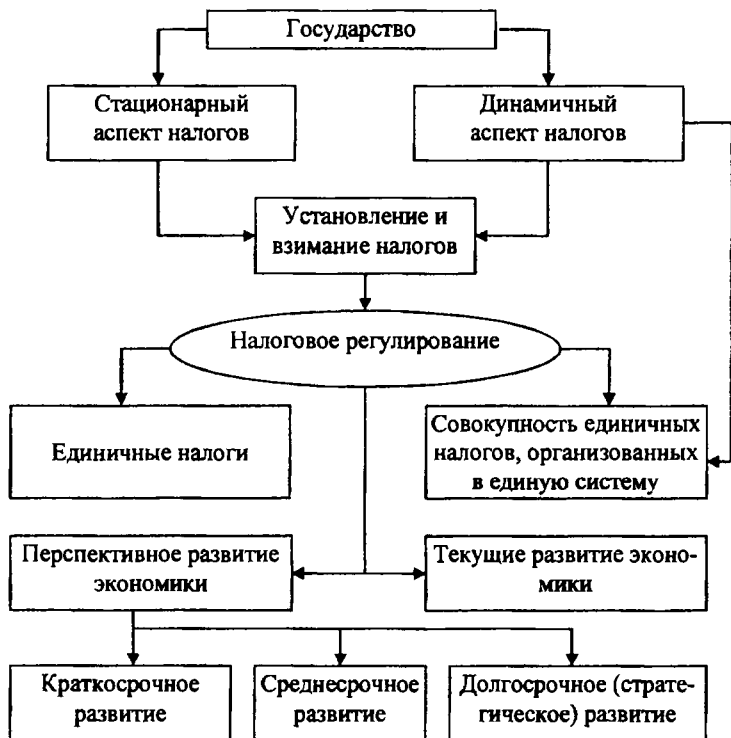 Государство
Стационарный
аспект налогов
Динамичный
аспект налогов
Установление и
взимание налогов
Налоговое регулирование
Единичные налоги
Совокупность единичных
налогов, организованных
в единую систему
Перспективное развитие
экономики
Текущие развитие эконо-
мики
Краткосрочное
развитие
Среднесрочное
развитие
Долгосрочное (страте-
гическое) развитие